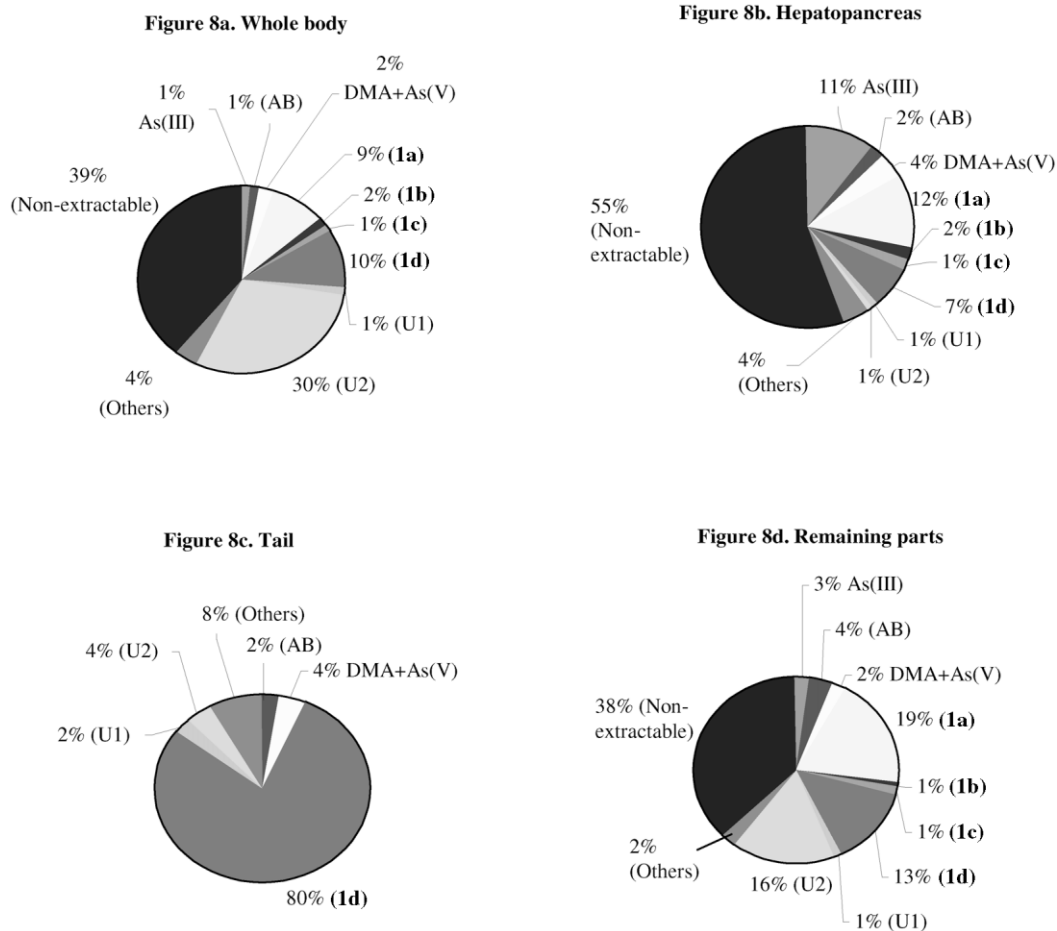 Figure 8a. Whole body
2%
DMA+As(V)
1%
As(III)
1% (AB)
9% (1a)
39%
(Non-extractable)
2% (1b)
1% (1c)
10% (1d)
1% (U1)
4%
(Others)
30% (U2)
Figure 8b. Hepatopancreas
11% As(III)
2% (AB)
4% DMA+As(V)
12% (1a)
55%
(Non-
extractable)
2% (1b)
1% (1c)
7% (1d)
1% (U1)
4%
(Others)
1% (U2)
Figure 8c. Tail
8% (Others)
2% (AB)
4% (U2)
4% DMA+As(V)
2% (U1)
80% (1d)
Figure 8d. Remaining parts
3% As(III)
4% (AB)
2% DMA+As(V)
38% (Non-
extractable)
19% (1a)
1% (1b)
1% (1c)
2%
(Others)
13% (1d)
16% (U2)
1% (U1)